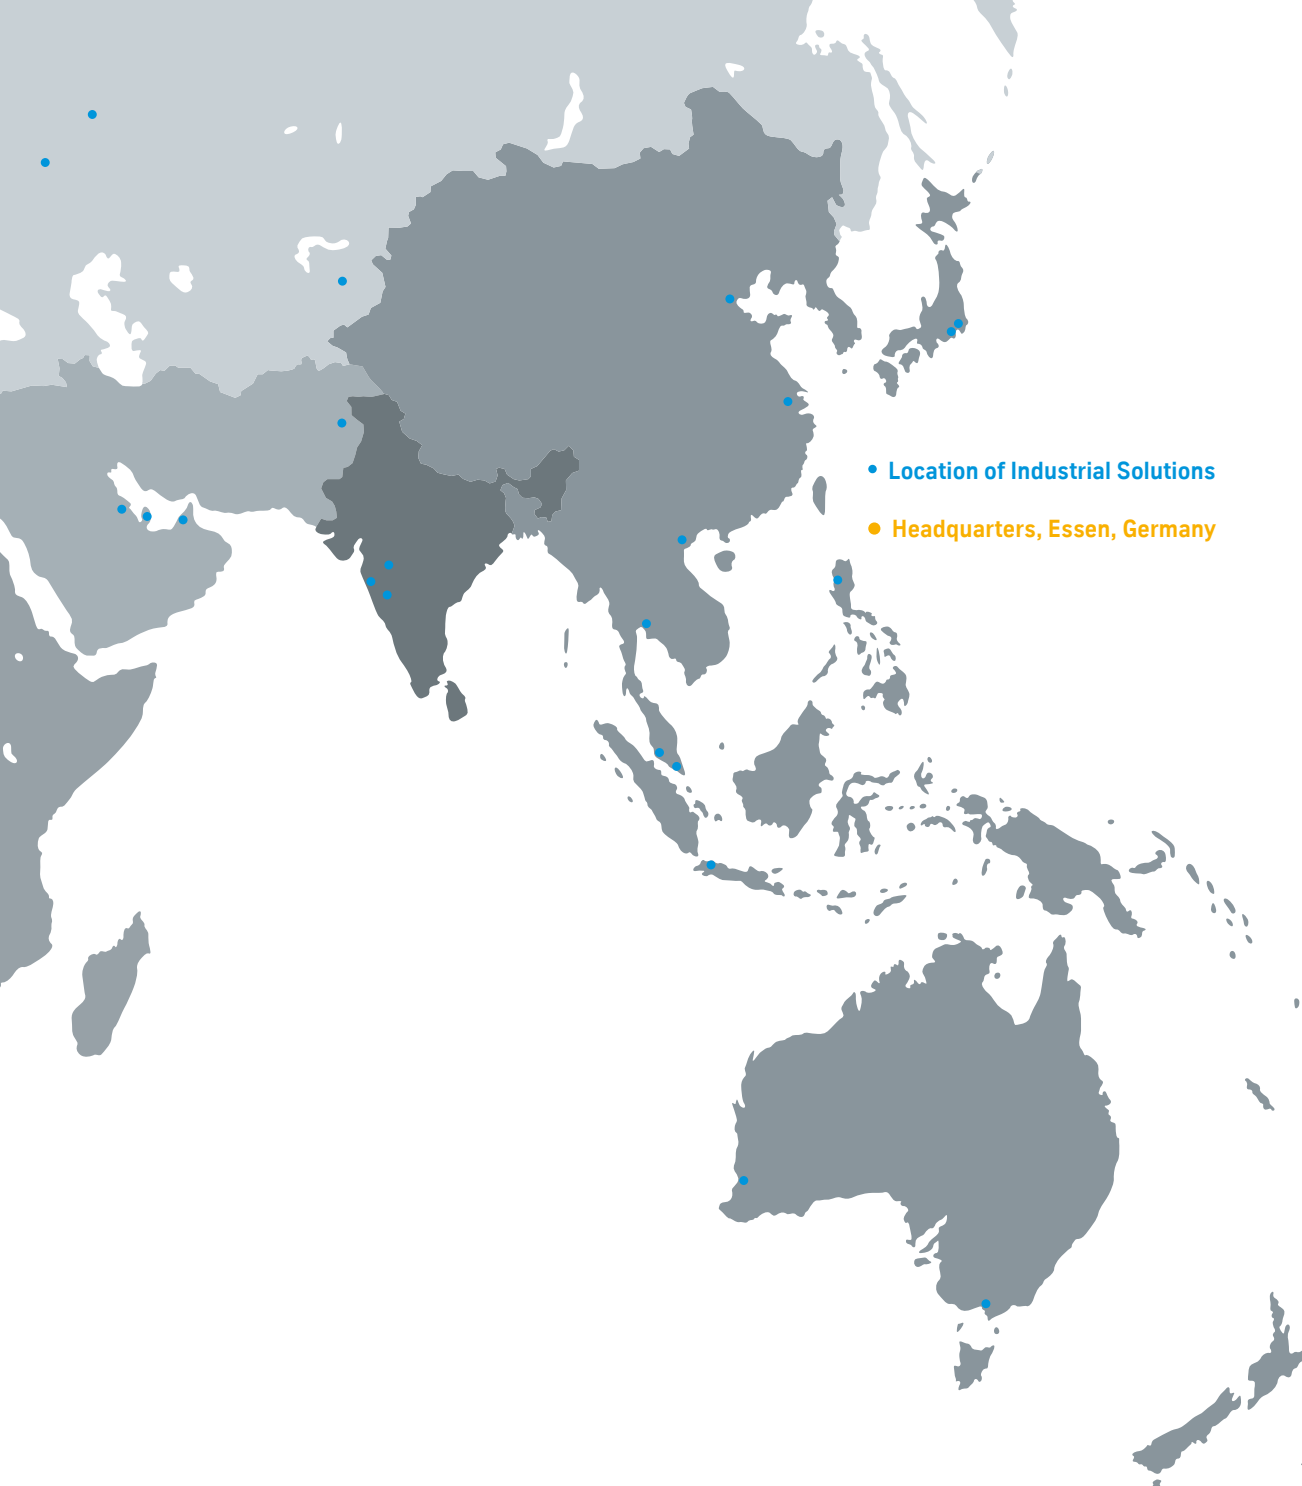 Location of Industrial Solutions
Headquarters, Essen, Germany